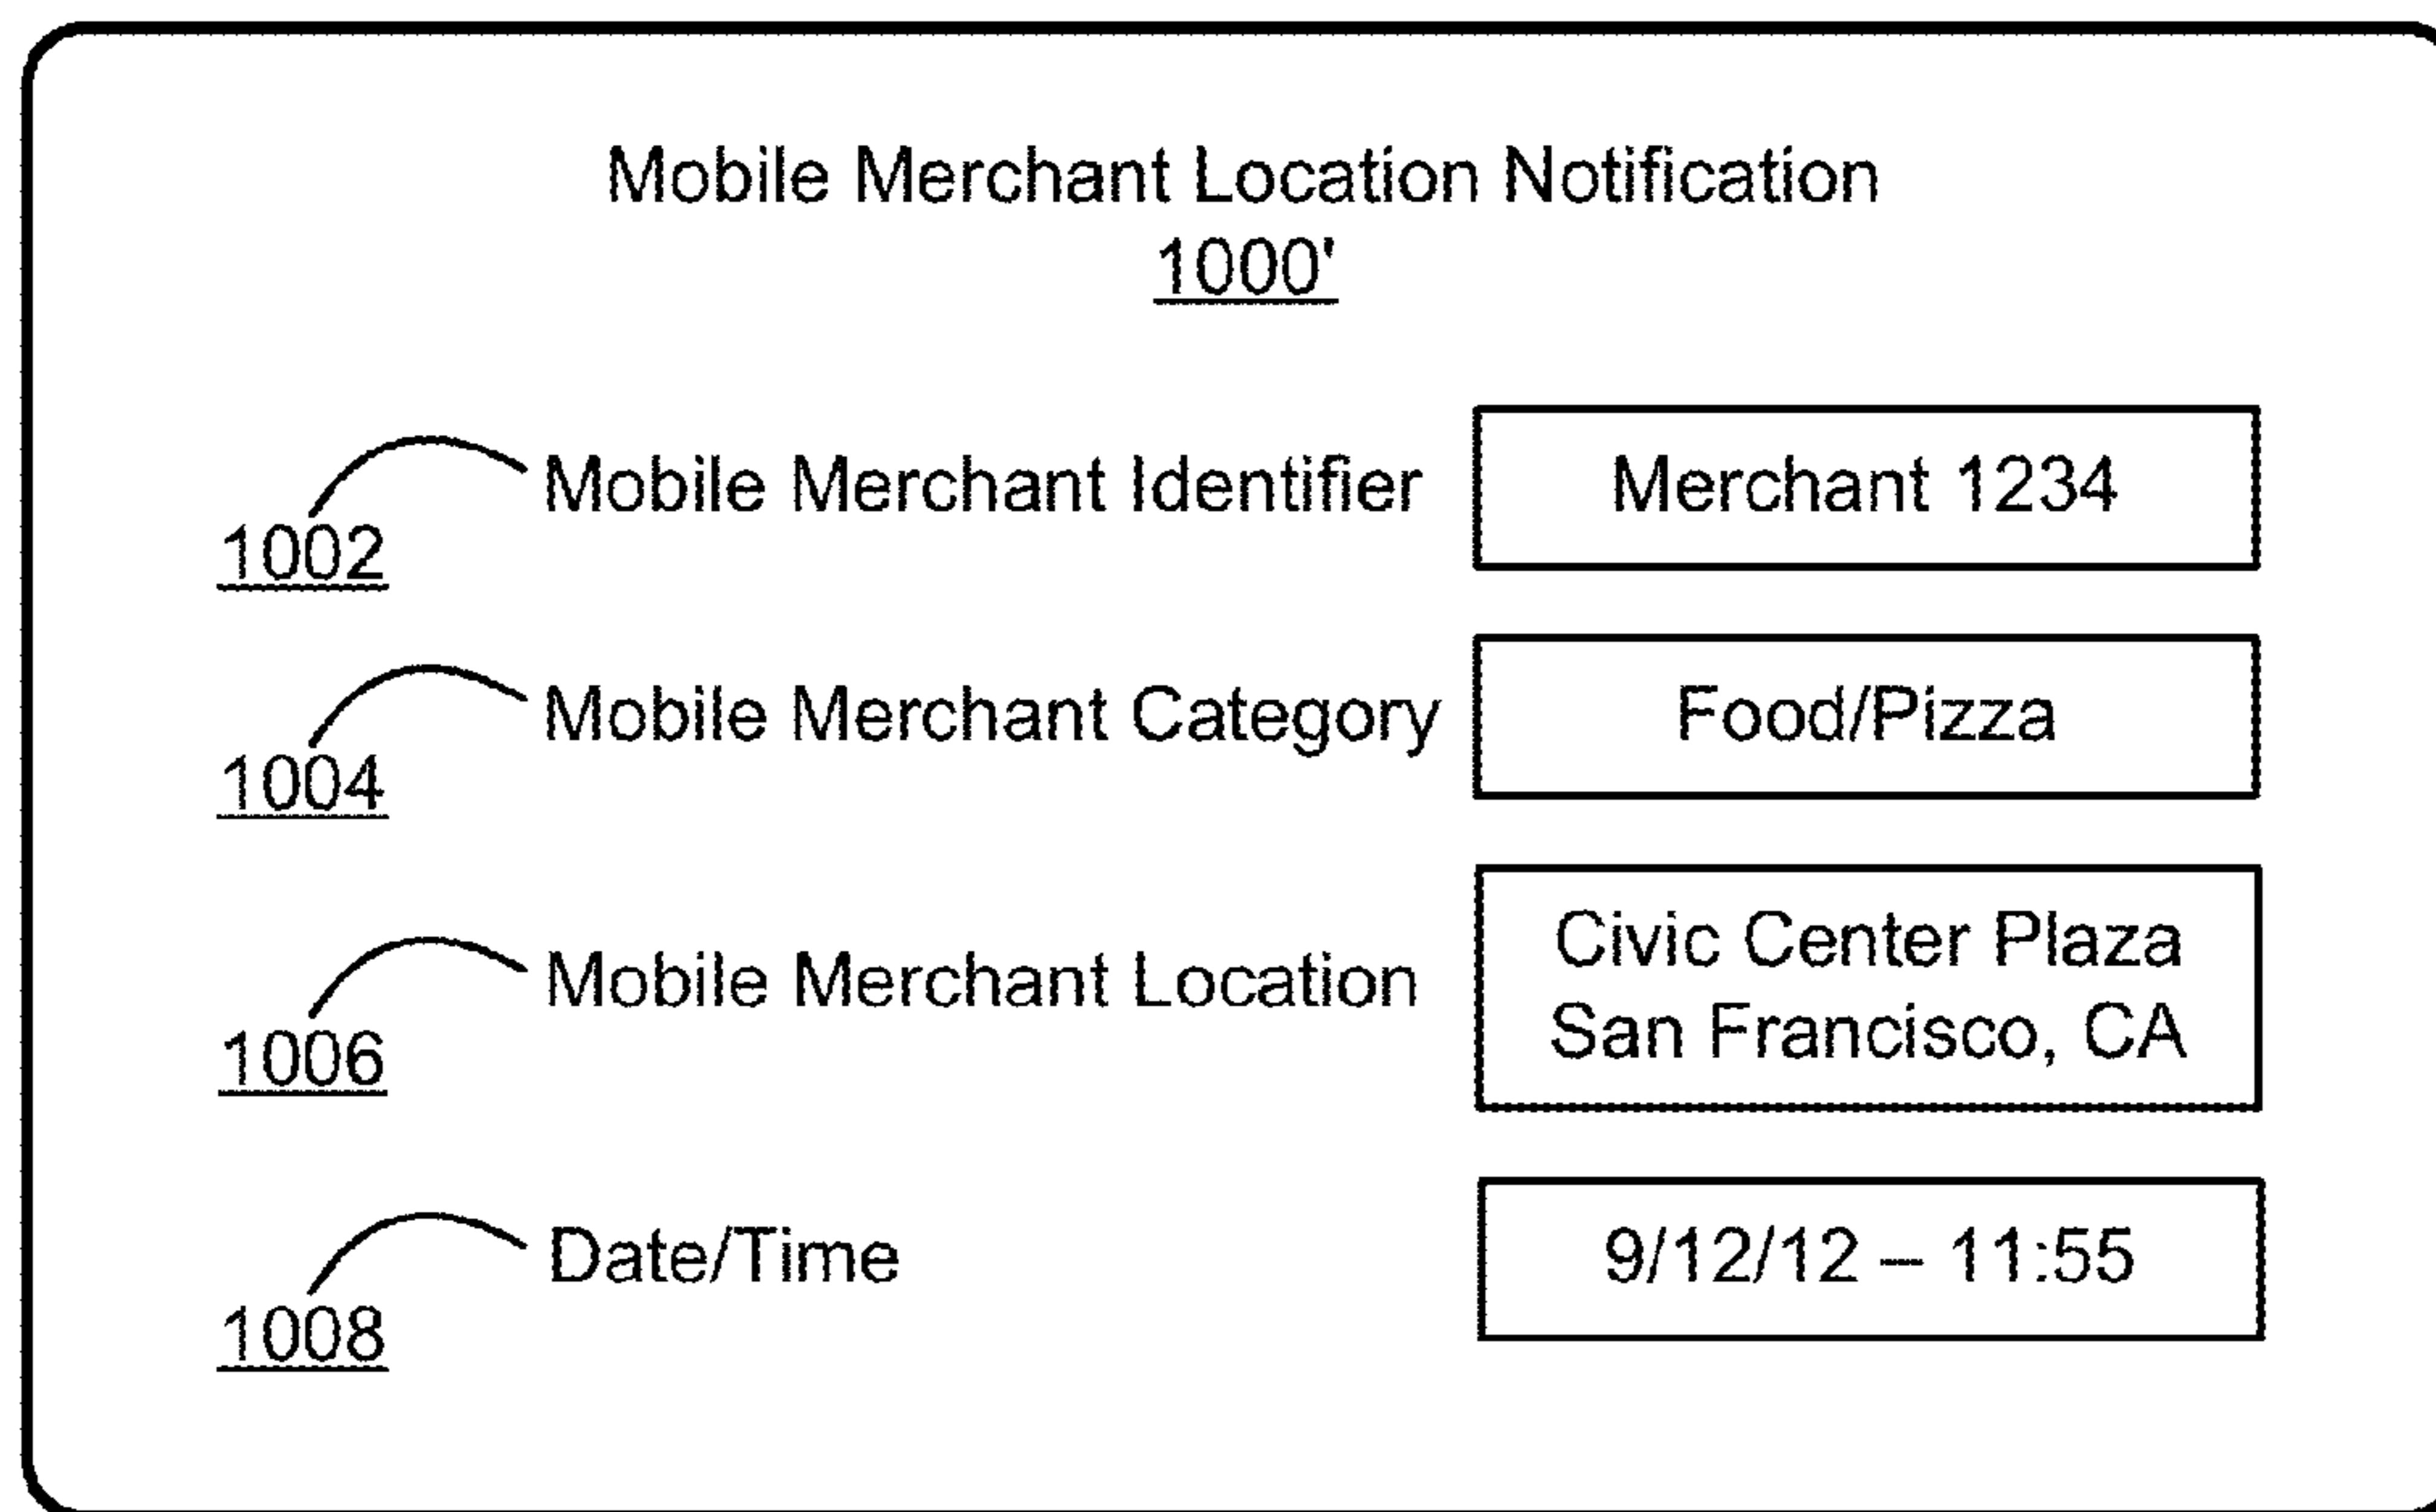 Mobile Merchant Location Notification
1000'
Mobile Merchant Identifier
Merchant 1234
1002
Mobile Merchant Category
Food/Pizza
1004
Mobile Merchant Location
Civic Center Plaza
San Francisco, CA
1006
Date/Time
9/12/12 – 11:55
1008